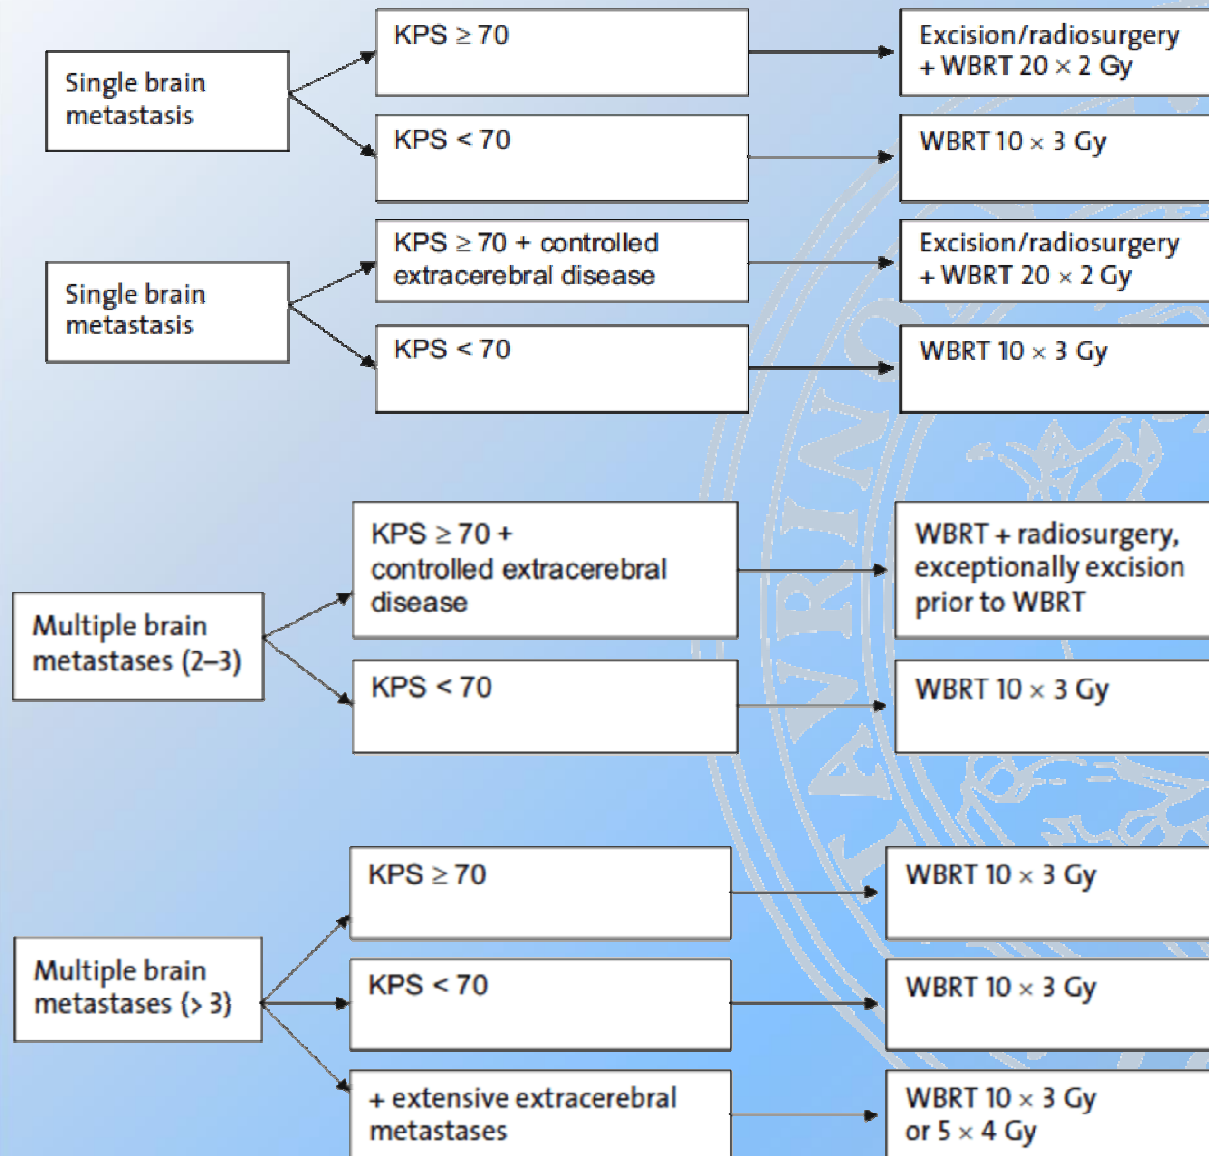 Single brain
metastasis
KPS ≥ 70
Excision/radiosurgery
+ WBRT 20 × 2 Gy
KPS < 70
WBRT 10 × 3 Gy
Single brain
metastasis
KPS ≥ 70 + controlled
extracerebral disease
Excision/radiosurgery
+ WBRT 20 × 2 Gy
KPS < 70
WBRT 10 × 3 Gy
Multiple brain
metastases (2–3)
KPS ≥ 70 +
controlled extracerebral
disease
WBRT + radiosurgery,
exceptionally excision
prior to WBRT
KPS < 70
WBRT 10 × 3 Gy
Multiple brain
metastases (> 3)
KPS ≥ 70
WBRT 10 × 3 Gy
KPS < 70
WBRT 10 × 3 Gy
+ extensive extracerebral
metastases
WBRT 10 × 3 Gy
or 5 × 4 Gy